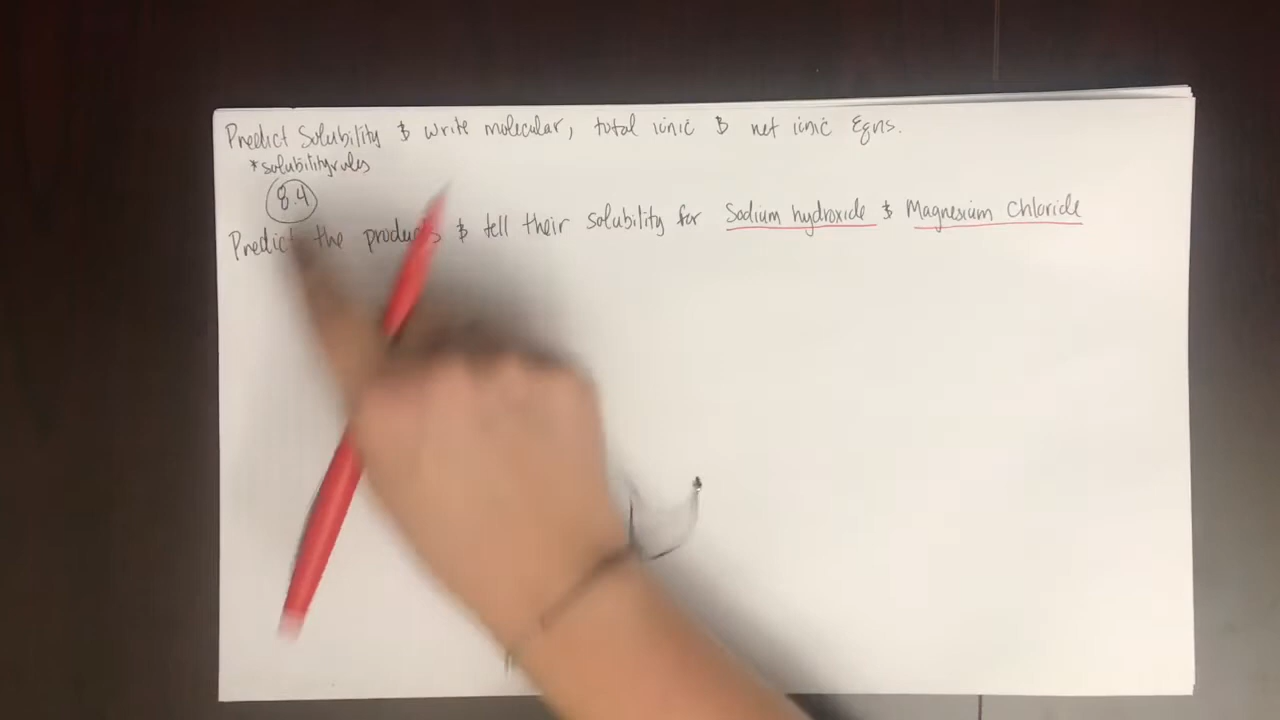 Predict Solubility & write molecular, total ionic & net ionic Eqns.
*solubility rules
8.4
Predict the products & tell their solubility for Sodium hydroxide & Magnesium Chloride